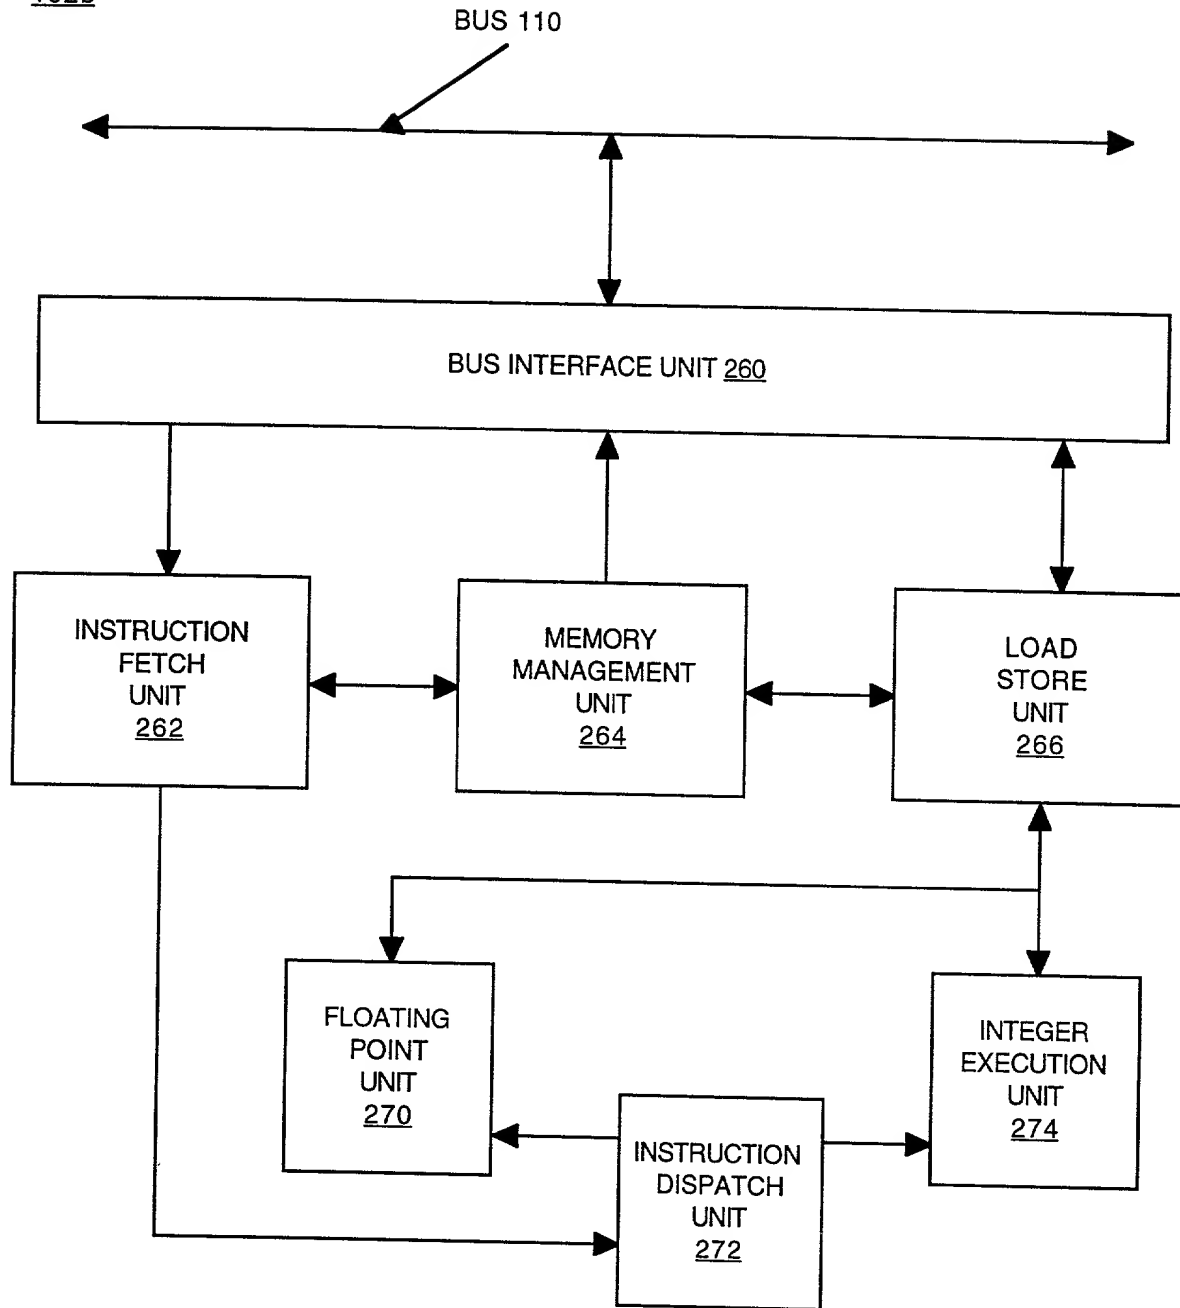 BUS 110
BUS INTERFACE UNIT 260
INSTRUCTION
FETCH
UNIT
262
MEMORY
MANAGEMENT
UNIT
264
LOAD
STORE
UNIT
266
FLOATING
POINT
UNIT
270
INSTRUCTION
DISPATCH
UNIT
272
INTEGER
EXECUTION
UNIT
274